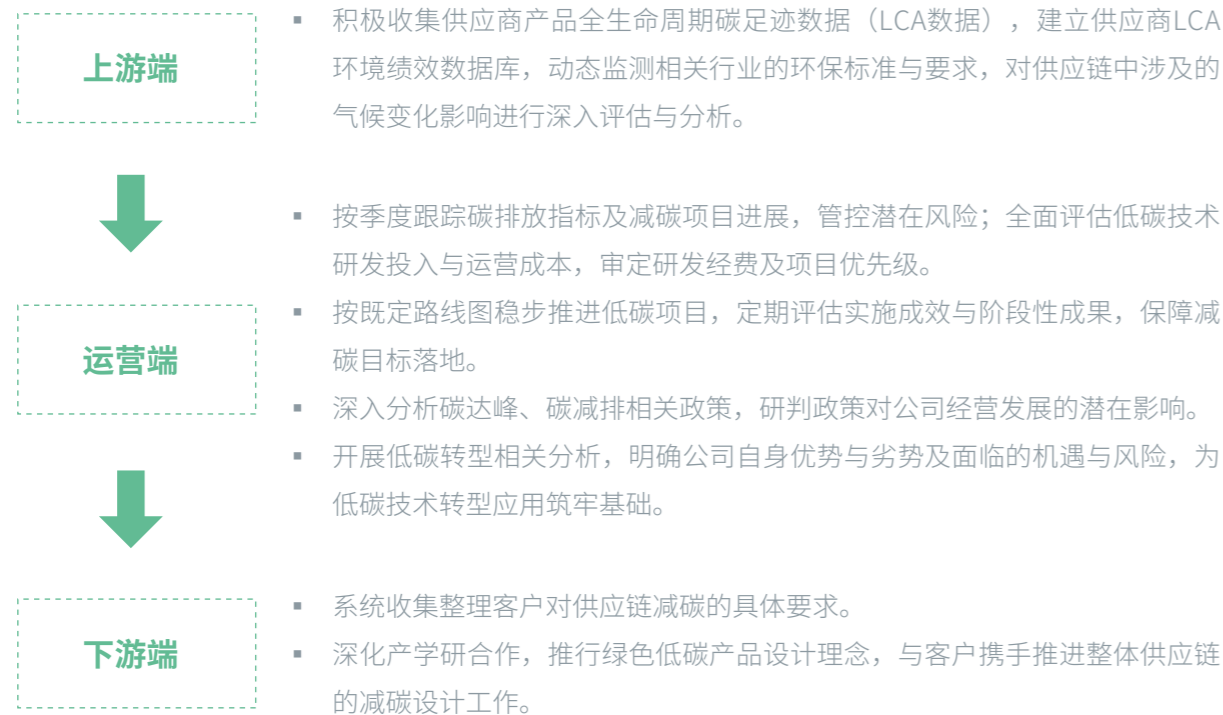 上游端
▪ 积极收集供应商产品全生命周期碳足迹数据（LCA数据），建立供应商LCA
环境绩效数据库，动态监测相关行业的环保标准与要求，对供应链中涉及的
气候变化影响进行深入评估与分析。
运营端
▪ 按季度跟踪碳排放指标及减碳项目进展，管控潜在风险；全面评估低碳技术
研发投入与运营成本，审定研发经费及项目优先级。
▪ 按既定路线图稳步推进低碳项目，定期评估实施成效与阶段性成果，保障减
碳目标落地。
▪ 深入分析碳达峰、碳减排相关政策，研判政策对公司经营发展的潜在影响。
▪ 开展低碳转型相关分析，明确公司自身优势与劣势及面临的机遇与风险，为
低碳技术转型应用筑牢基础。
下游端
▪ 系统收集整理客户对供应链减碳的具体要求。
▪ 深化产学研合作，推行绿色低碳产品设计理念，与客户携手推进整体供应链
的减碳设计工作。